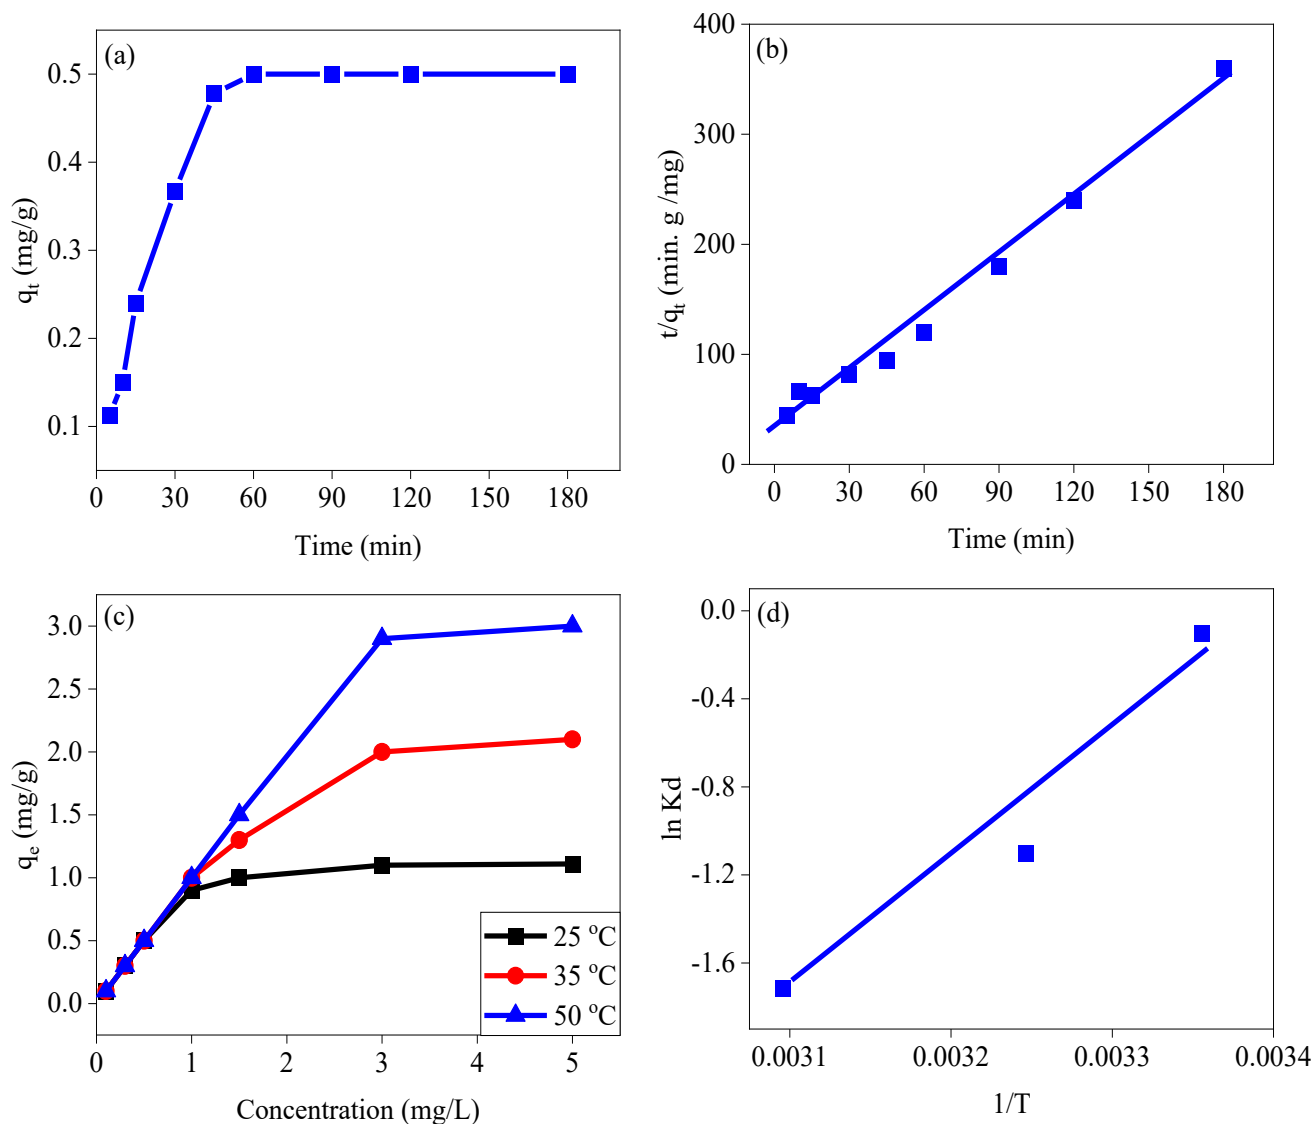 (a)
0.5
0.4
0.3
0.2
0.1
qₜ (mg/g)
0 30 60 90 120 150 180
Time (min)
(b)
400
300
200
100
0
t/qₜ (min. g /mg)
0 30 60 90 120 150 180
Time (min)
(c)
3.0
2.5
2.0
1.5
1.0
0.5
0.0
qₑ (mg/g)
25 ºC
35 ºC
50 ºC
0 1 2 3 4 5
Concentration (mg/L)
(d)
0.0
-0.4
-0.8
-1.2
-1.6
ln Kd
0.0031 0.0032 0.0033 0.0034
1/T